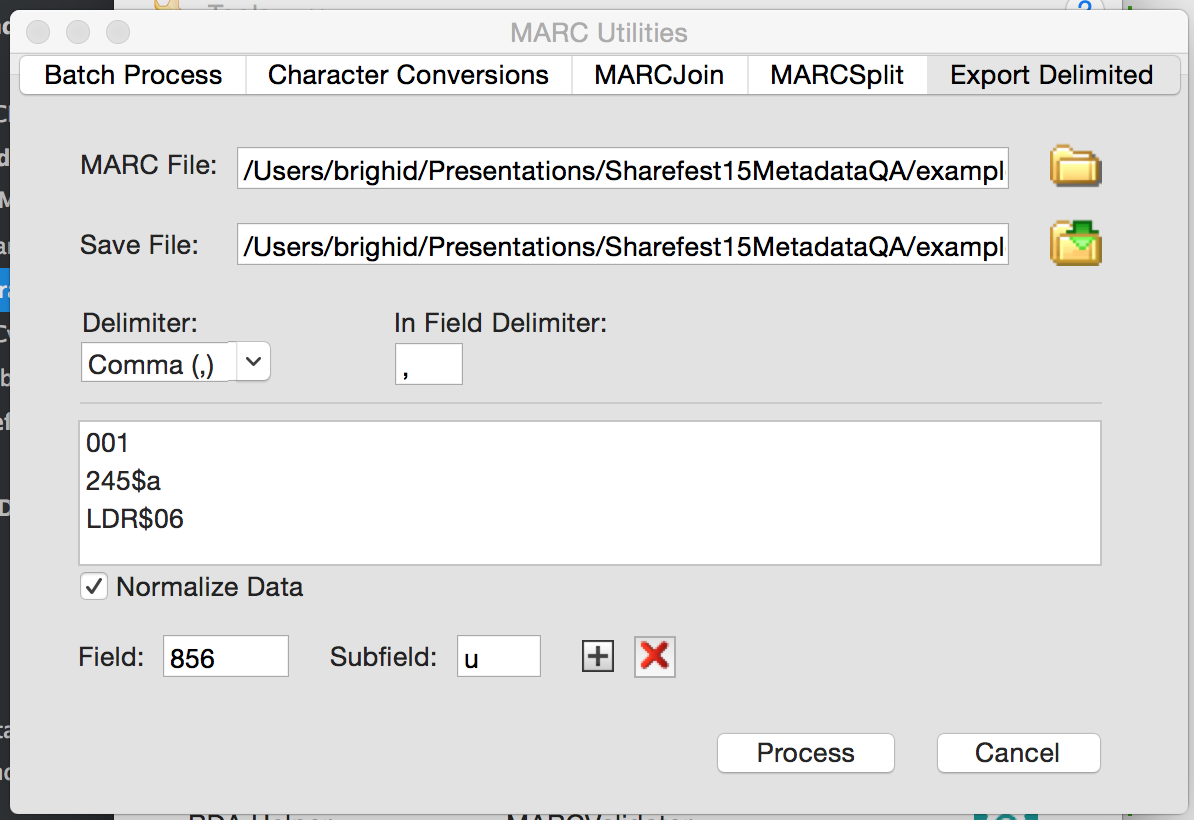 MARC Utilities
Batch Process Character Conversions MARCJoin MARCSplit Export Delimited
MARC File: /Users/brighid/Presentations/Sharefest15MetadataQA/exampl
Save File: /Users/brighid/Presentations/Sharefest15MetadataQA/exampl
Delimiter: In Field Delimiter:
Comma (,) ,
001
245$a
LDR$06
Normalize Data
Field: 856 Subfield: u
Process Cancel